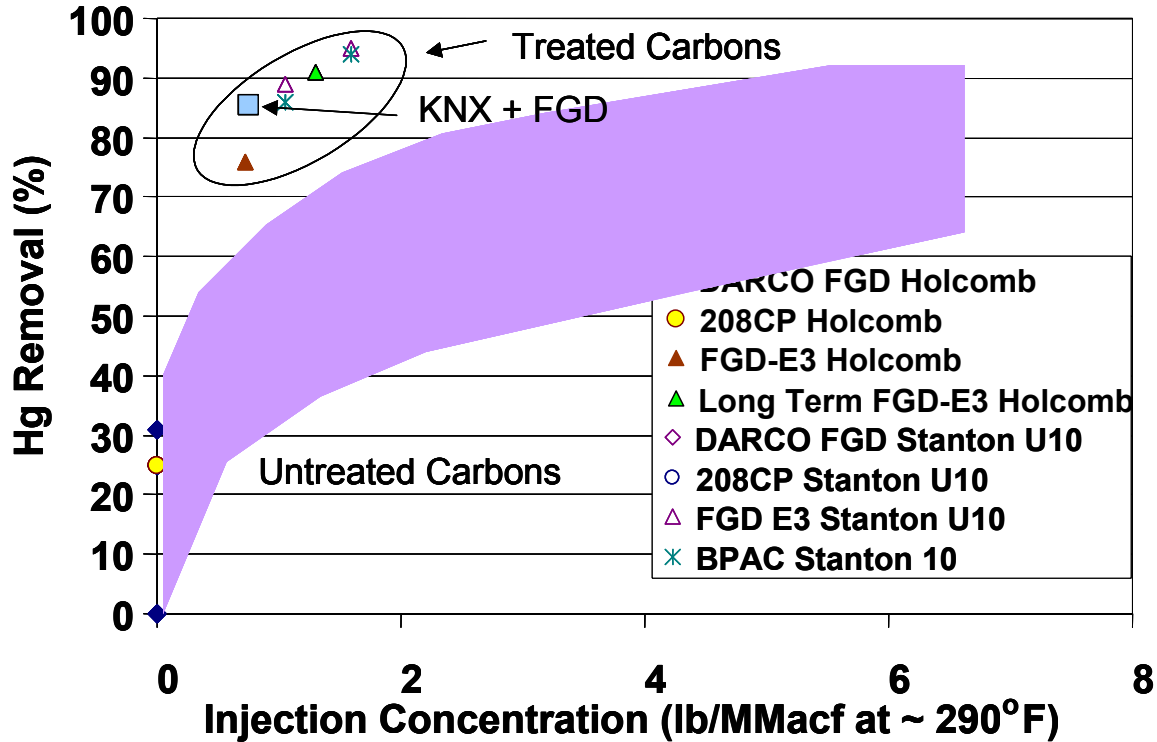 100
90
80
70
60
50
40
30
20
10
0
Hg Removal (%)
Treated Carbons
KNX + FGD
Untreated Carbons
DARCO FGD Holcomb
208CP Holcomb
FGD-E3 Holcomb
Long Term FGD-E3 Holcomb
DARCO FGD Stanton U10
208CP Stanton U10
FGD E3 Stanton U10
BPAC Stanton 10
0 2 4 6 8
Injection Concentration (lb/MMacf at ~ 290°F)